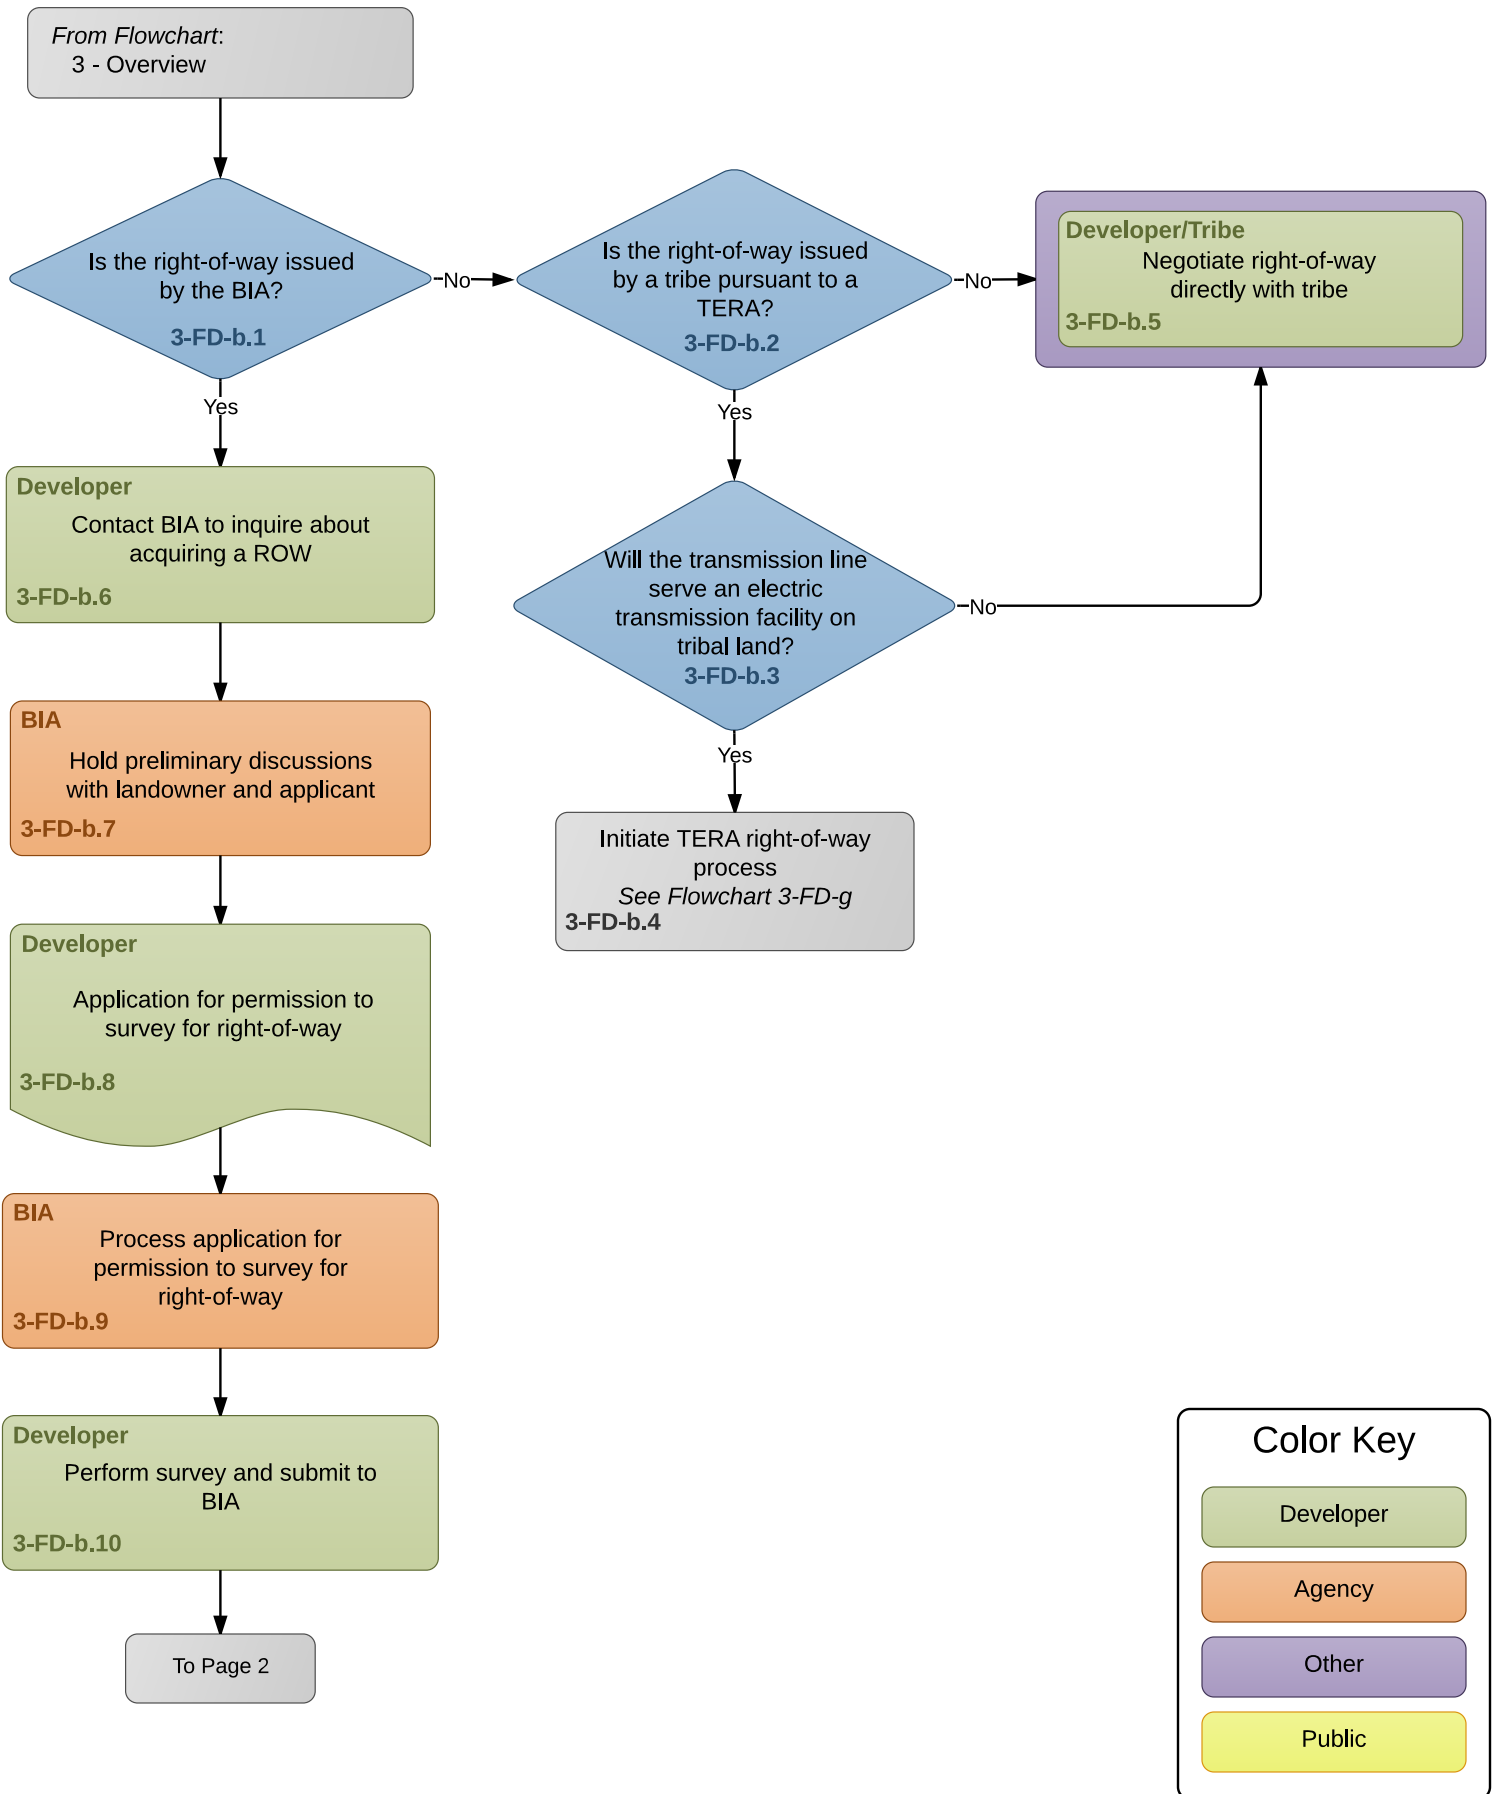 From Flowchart:
3 - Overview
Is the right-of-way issued
by the BIA?
3-FD-b.1
No
Is the right-of-way issued
by a tribe pursuant to a
TERA?
3-FD-b.2
No
Developer/Tribe
Negotiate right-of-way
directly with tribe
3-FD-b.5
Yes
Yes
Developer
Contact BIA to inquire about
acquiring a ROW
3-FD-b.6
Will the transmission line
serve an electric
transmission facility on
tribal land?
3-FD-b.3
No
Yes
BIA
Hold preliminary discussions
with landowner and applicant
3-FD-b.7
Initiate TERA right-of-way
process
See Flowchart 3-FD-g
3-FD-b.4
Developer
Application for permission to
survey for right-of-way
3-FD-b.8
BIA
Process application for
permission to survey for
right-of-way
3-FD-b.9
Developer
Perform survey and submit to
BIA
3-FD-b.10
To Page 2
Color Key
Developer
Agency
Other
Public